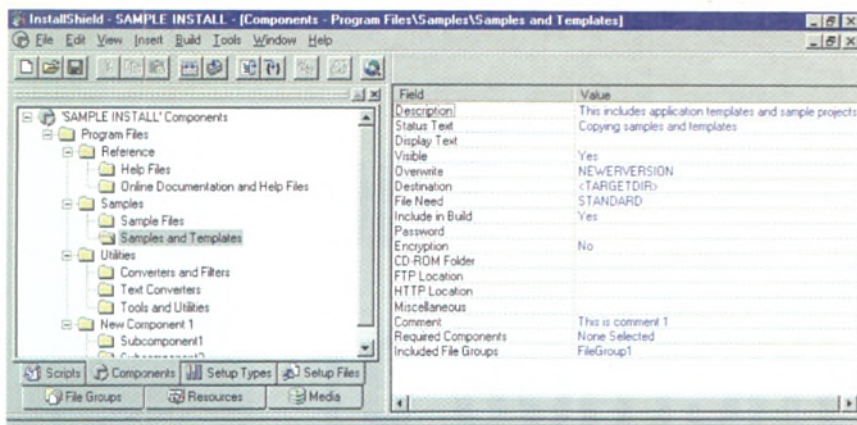 InstallShield - SAMPLE INSTALL - [Components - Program Files\Samples\Samples and Templates]
File Edit View Insert Build Tools Window Help
'SAMPLE INSTALL' Components
Program Files
Reference
Help Files
Online Documentation and Help Files
Samples
Sample Files
Samples and Templates
Utilities
Converters and Filters
Text Converters
Tools and Utilities
New Component 1
Subcomponent1
Scripts Components Setup Types Setup Files
File Groups Resources Media
Field Value
Description This includes application templates and sample projects
Status Text Copying samples and templates
Display Text
Visible Yes
Overwrite NEWERVERSION
Destination <TARGETDIR>
File Need STANDARD
Include in Build Yes
Password
Encryption No
CD-ROM Folder
FTP Location
HTTP Location
Miscellaneous
Comment This is comment 1
Required Components None Selected
Included File Groups FileGroup1